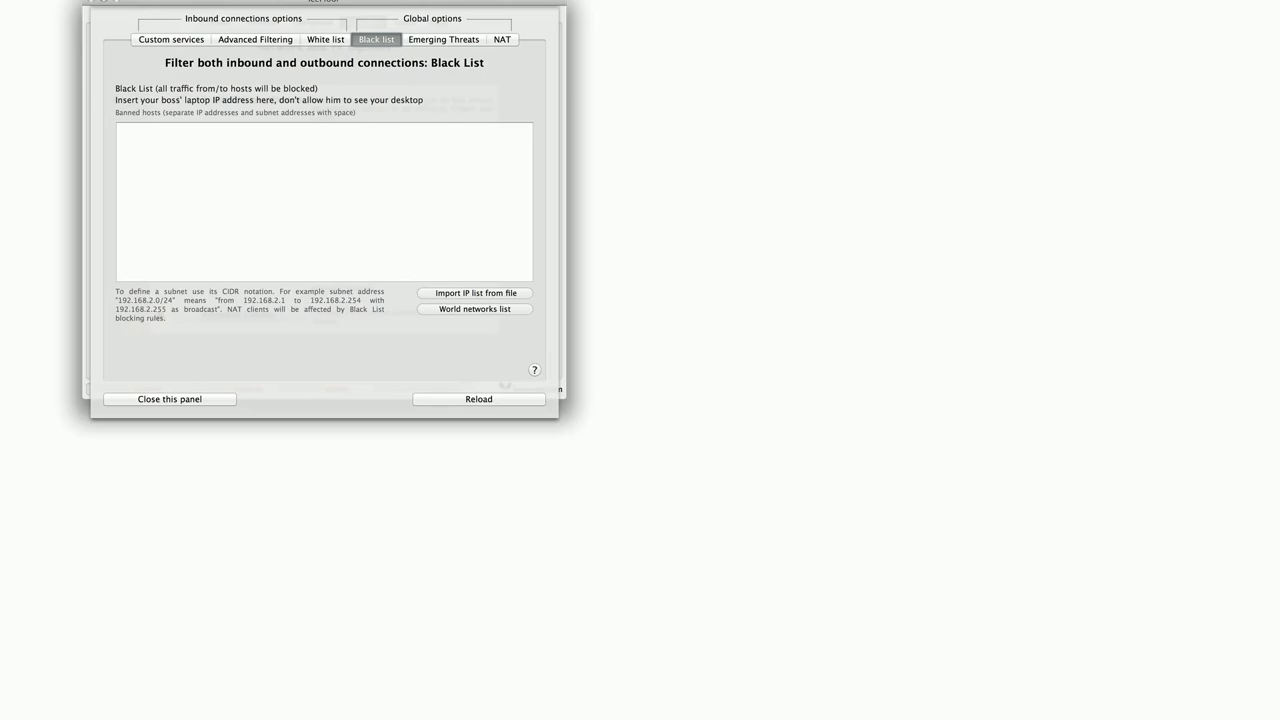 Inbound connections options Global options
Custom services Advanced Filtering White list Black list Emerging Threats NAT
Filter both inbound and outbound connections: Black List
Black List (all traffic from/to hosts will be blocked)
Insert your boss' laptop IP address here, don't allow him to see your desktop
Banned hosts (separate IP addresses and subnet addresses with space)
To define a subnet use its CIDR notation. For example subnet address
"192.168.2.0/24" means "from 192.168.2.1 to 192.168.2.254 with
192.168.2.255 as broadcast". NAT clients will be affected by Black List
blocking rules.
Import IP list from file
World networks list
?
Close this panel Reload